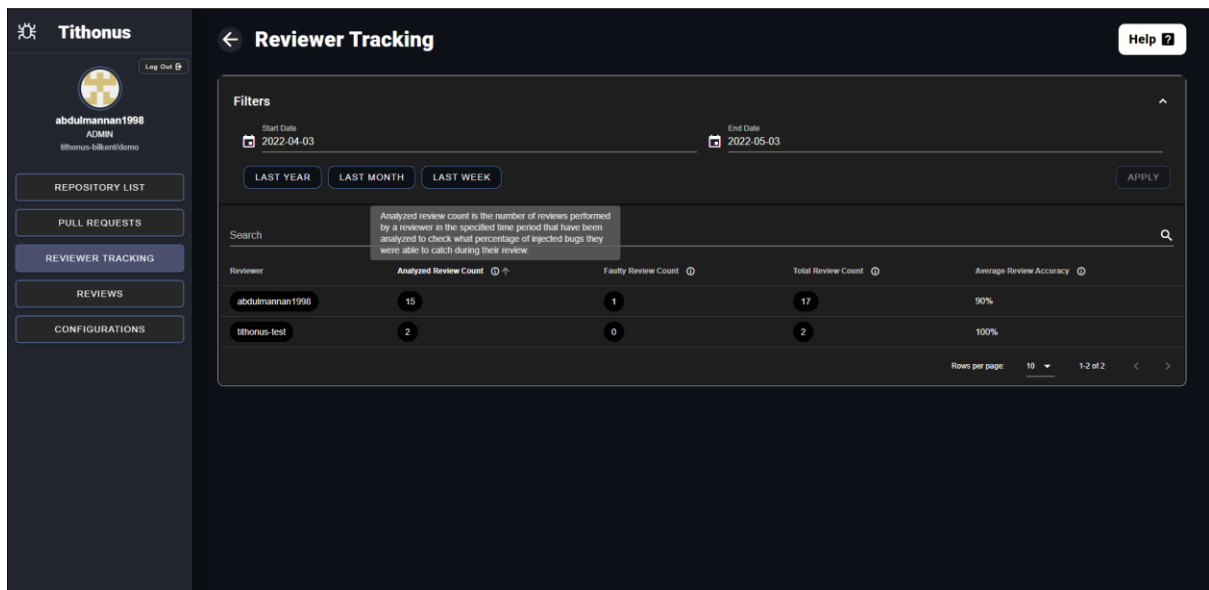 Tithonus
Log Out
abdulmannan1998
ADMIN
tithonus-bilkent/demo
REPOSITORY LIST
PULL REQUESTS
REVIEWER TRACKING
REVIEWS
CONFIGURATIONS
Reviewer Tracking
Help ?
Filters
Start Date
2022-04-03
End Date
2022-05-03
LAST YEAR
LAST MONTH
LAST WEEK
APPLY
Analyzed review count is the number of reviews performed
by a reviewer in the specified time period that have been
analyzed to check what percentage of injected bugs they
were able to catch during their review.
Search
Reviewer Analyzed Review Count Faulty Review Count Total Review Count Average Review Accuracy
abdulmannan1998 15 1 17 90%
tithonus-test 2 0 2 100%
Rows per page: 10 1-2 of 2